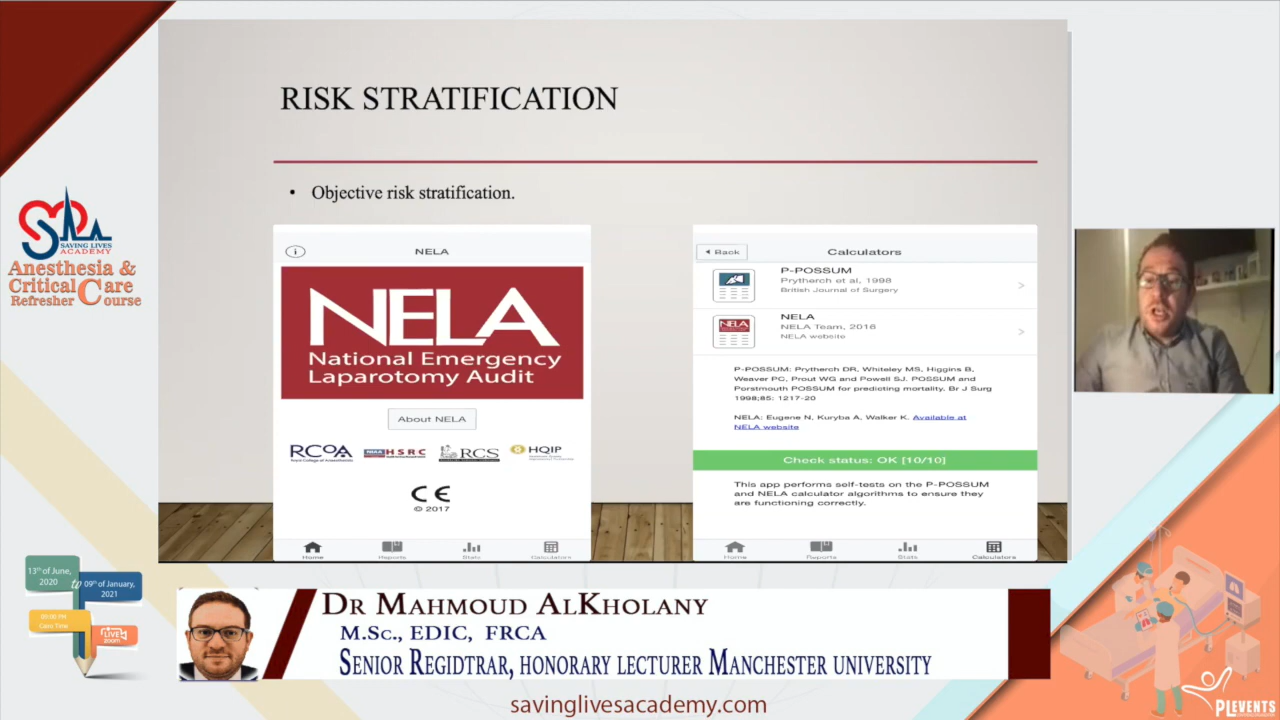 RISK STRATIFICATION
• Objective risk stratification.
NELA
NELA
National Emergency
Laparotomy Audit
About NELA
RCOA
HSRC
RCS
HQIP
CE
© 2017
Home
Reports
Stats
Calculators
Back
Calculators
P-POSSUM
Prytherch et al, 1998
British Journal of Surgery
NELA
NELA
NELA Team, 2016
NELA website
P-POSSUM: Prytherch DR, Whiteley MS, Higgins B,
Weaver PC, Prout WG and Powell SJ. POSSUM and
Portsmouth POSSUM for predicting mortality. Br J Surg
1998;85: 1217-20
NELA: Eugene N, Kuryba A, Walker K. Available at
NELA website
Check status: OK [10/10]
This app performs self-tests on the P-POSSUM
and NELA calculator algorithms to ensure they
are functioning correctly.
Home
Reports
Stats
Calculators
SAVING LIVES
ACADEMY
Anesthesia &
Critical Care
Refresher Course
13th of June,
2020
to
09th of January,
2021
Cairo Time
LIVE
zoom
DR MAHMOUD ALKHOLANY
M.SC., EDIC, FRCA
SENIOR REGIDTRAR, HONORARY LECTURER MANCHESTER UNIVERSITY
savinglivesacademy.com
PLEVENTS